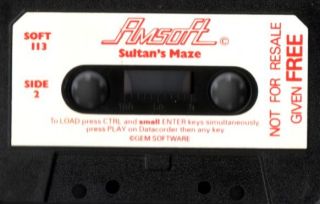 SOFT
113
Amsoft ©
Sultan's Maze
SIDE
2
NOT FOR RESALE
GIVEN FREE
To LOAD press CTRL and small ENTER keys simultaneously
press PLAY on Datacorder then any key.
©GEM SOFTWARE